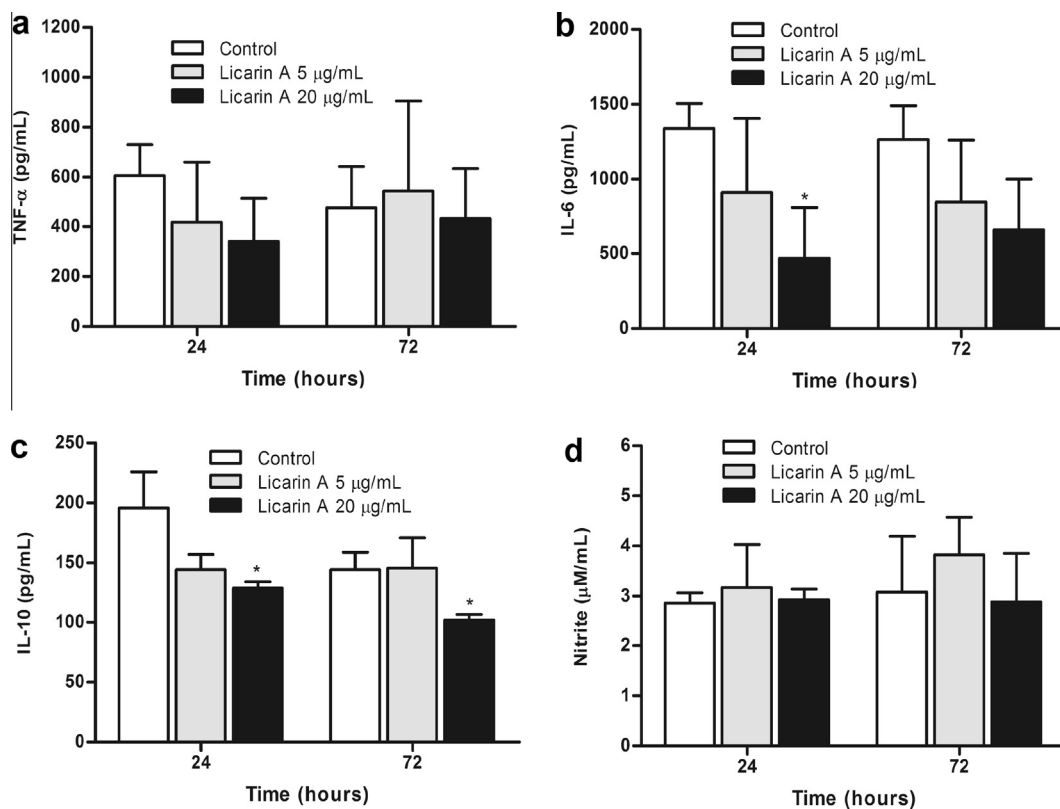 a
Control
Licarin A 5 μg/mL
Licarin A 20 μg/mL
TNF-α (pg/mL)
1200
1000
800
600
400
200
0
24
72
Time (hours)
b
Control
Licarin A 5 μg/mL
Licarin A 20 μg/mL
IL-6 (pg/mL)
2000
1500
1000
500
0
*
24
72
Time (hours)
c
Control
Licarin A 5 μg/mL
Licarin A 20 μg/mL
IL-10 (pg/mL)
250
200
150
100
50
0
*
*
24
72
Time (hours)
d
Control
Licarin A 5 μg/mL
Licarin A 20 μg/mL
Nitrite (μM/mL)
6
5
4
3
2
1
0
24
72
Time (hours)